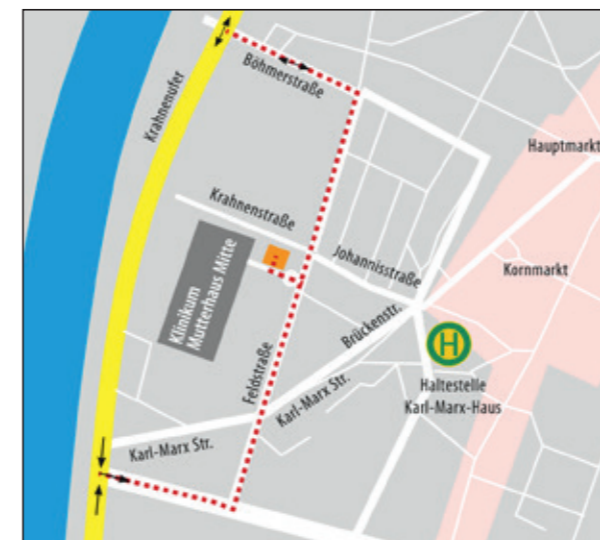 Böhmerstraße
Krahnenufer
Hauptmarkt
Krahnenstraße
Johannisstraße
Kornmarkt
Klinikum
Mutterhaus Mitte
Brückenstr.
H
Feldstraße
Karl-Marx Str.
Haltestelle
Karl-Marx-Haus
Karl-Marx Str.